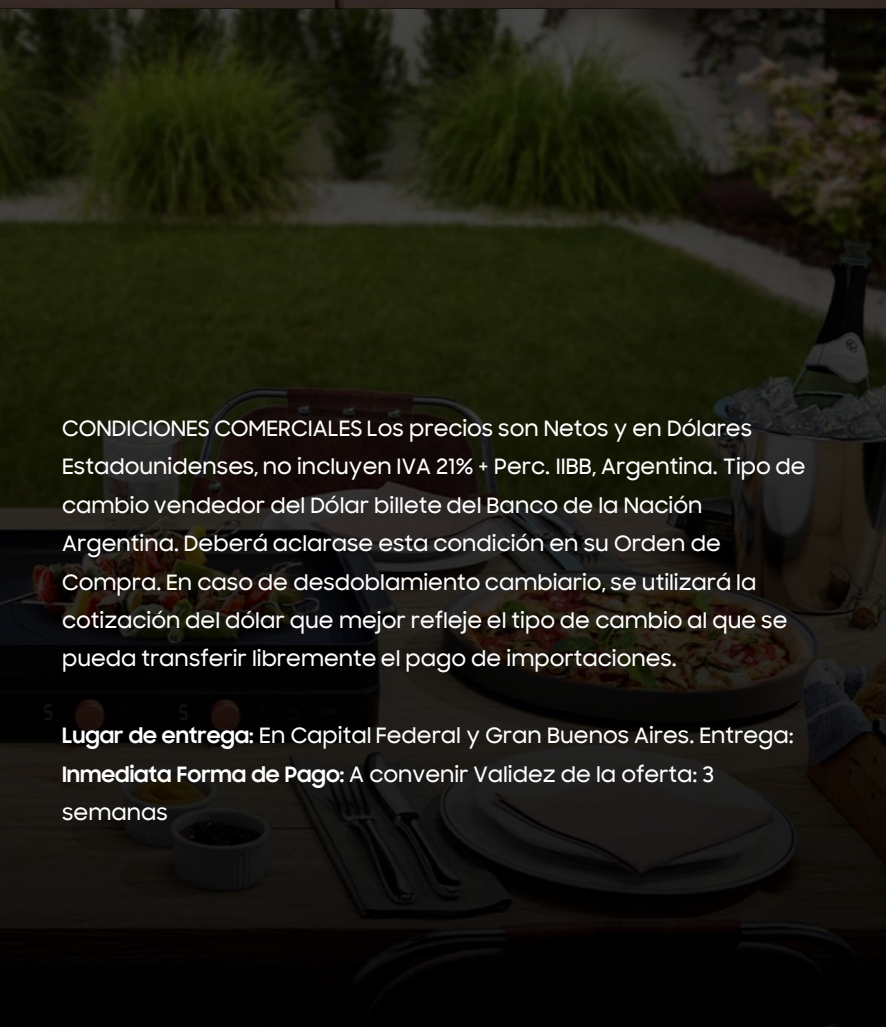 CONDICIONES COMERCIALES Los precios son Netos y en Dólares
Estadounidenses, no incluyen IVA 21% + Perc. IIBB, Argentina. Tipo de
cambio vendedor del Dólar billete del Banco de la Nación
Argentina. Deberá aclarase esta condición en su Orden de
Compra. En caso de desdoblamiento cambiario, se utilizará la
cotización del dólar que mejor refleje el tipo de cambio al que se
pueda transferir libremente el pago de importaciones.
Lugar de entrega: En Capital Federal y Gran Buenos Aires. Entrega:
Inmediata Forma de Pago: A convenir Validez de la oferta: 3
semanas